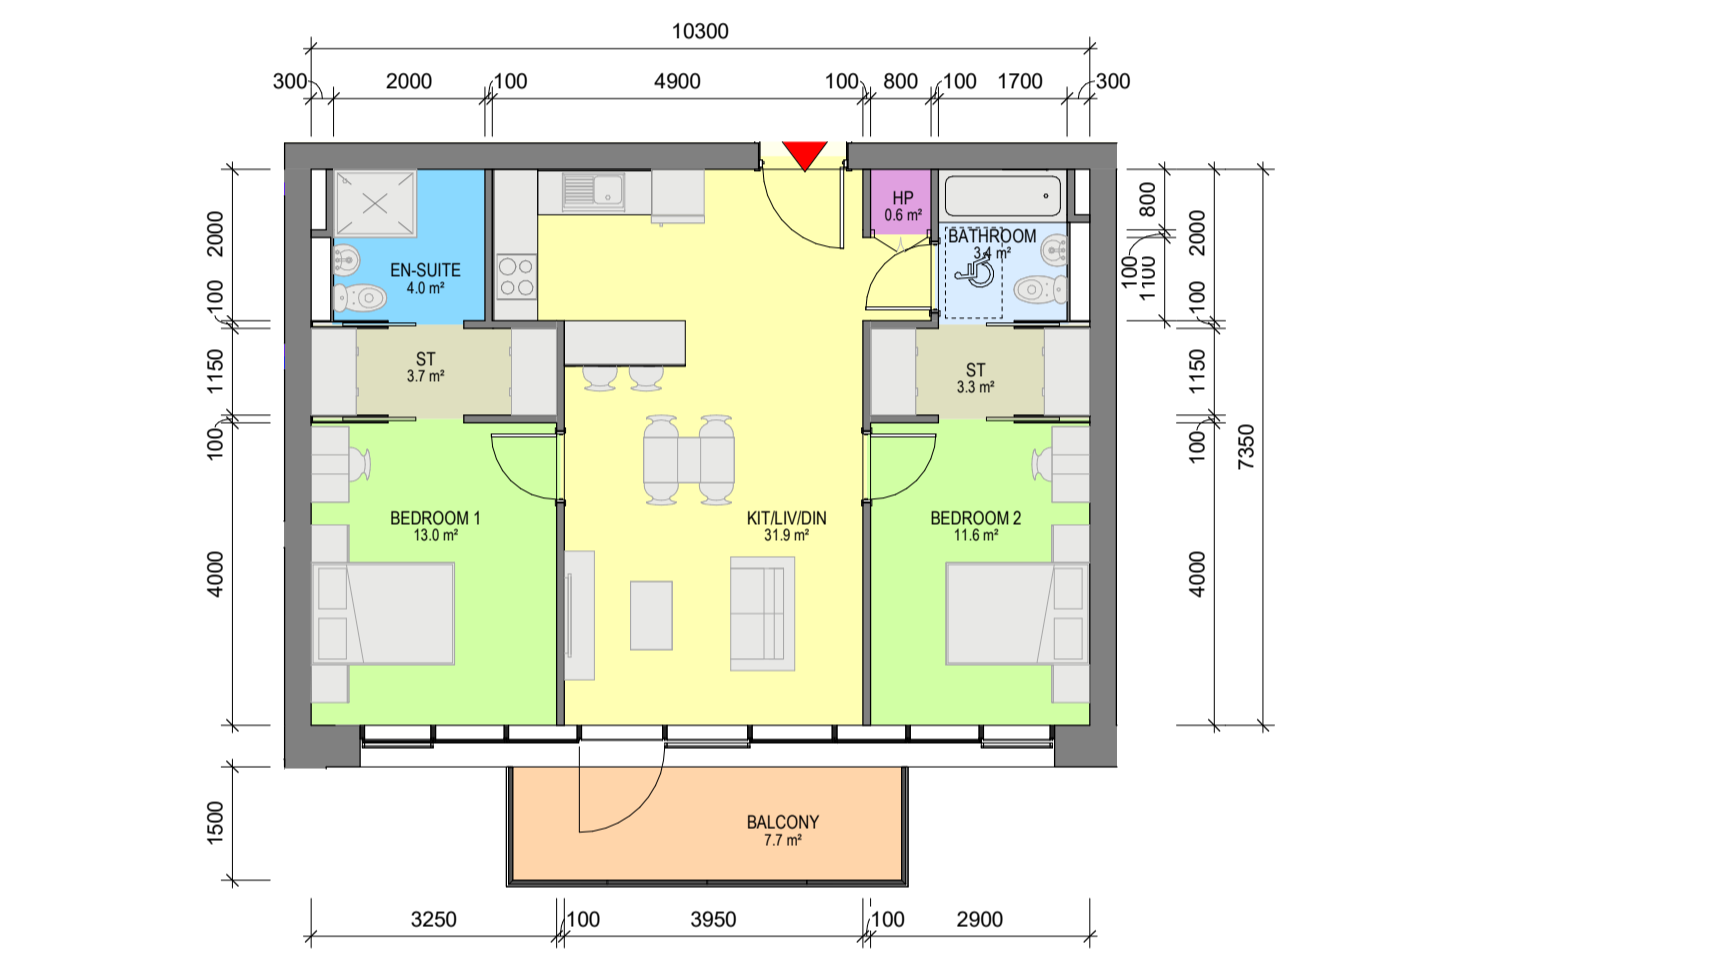 10300
300 2000 100 4900 100 800 100 1700 300
HP
0.6 m²
BATHROOM
3.4 m²
EN-SUITE
4.0 m²
ST
3.7 m²
ST
3.3 m²
BEDROOM 1
13.0 m²
KIT/LIV/DIN
31.9 m²
BEDROOM 2
11.6 m²
BALCONY
7.7 m²
2000
100
1150
100
4000
1500
800
100
1100
2000
100
1150
100
4000
7350
3250 100 3950 100 2900